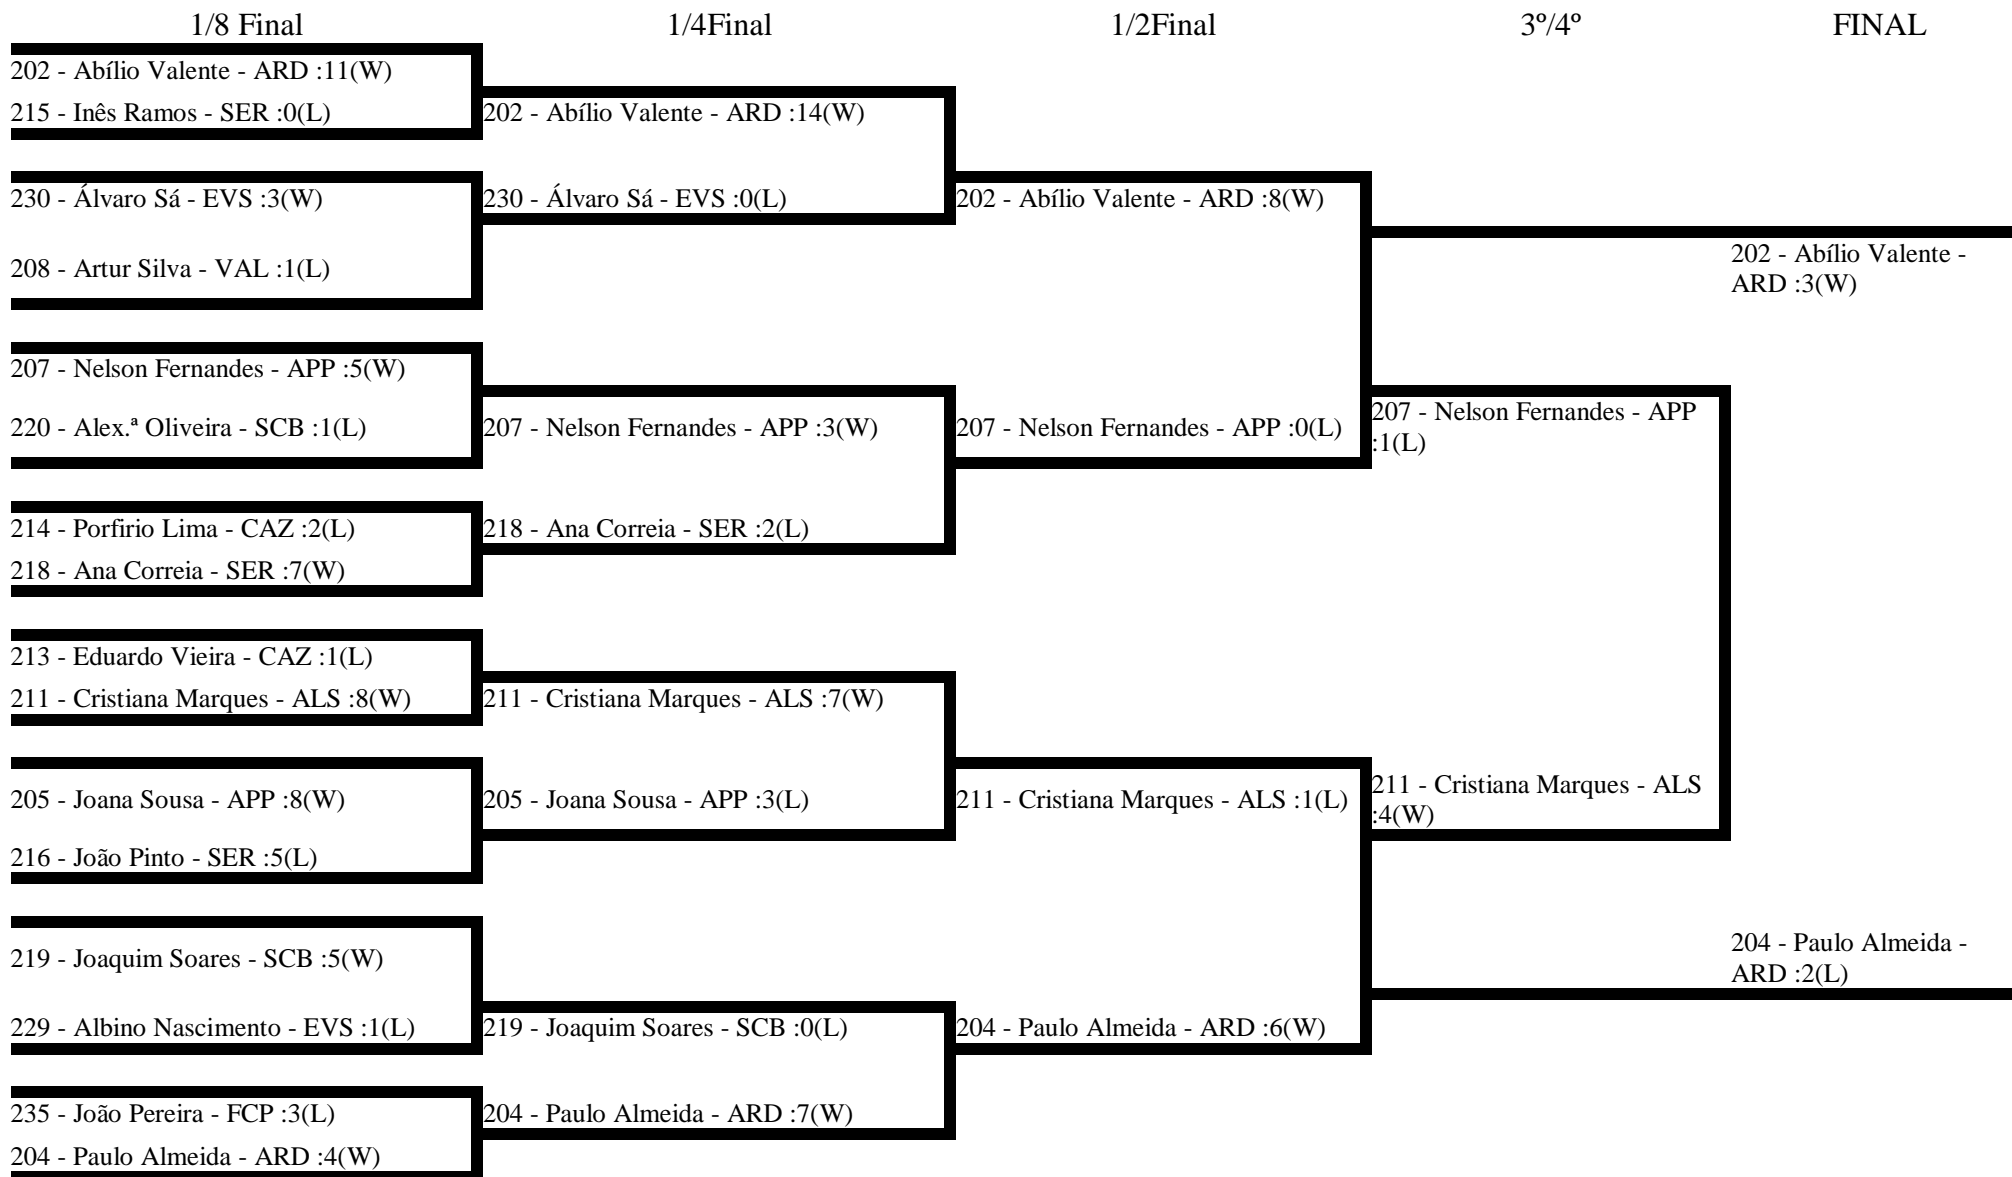 1/8 Final
1/4Final
1/2Final
3º/4º
FINAL
202 - Abílio Valente - ARD :11(W)
215 - Inês Ramos - SER :0(L)
230 - Álvaro Sá - EVS :3(W)
208 - Artur Silva - VAL :1(L)
207 - Nelson Fernandes - APP :5(W)
220 - Alex.ª Oliveira - SCB :1(L)
214 - Porfirio Lima - CAZ :2(L)
218 - Ana Correia - SER :7(W)
213 - Eduardo Vieira - CAZ :1(L)
211 - Cristiana Marques - ALS :8(W)
205 - Joana Sousa - APP :8(W)
216 - João Pinto - SER :5(L)
219 - Joaquim Soares - SCB :5(W)
229 - Albino Nascimento - EVS :1(L)
235 - João Pereira - FCP :3(L)
204 - Paulo Almeida - ARD :4(W)
202 - Abílio Valente - ARD :14(W)
230 - Álvaro Sá - EVS :0(L)
207 - Nelson Fernandes - APP :3(W)
218 - Ana Correia - SER :2(L)
211 - Cristiana Marques - ALS :7(W)
205 - Joana Sousa - APP :3(L)
219 - Joaquim Soares - SCB :0(L)
204 - Paulo Almeida - ARD :7(W)
202 - Abílio Valente - ARD :8(W)
207 - Nelson Fernandes - APP :0(L)
211 - Cristiana Marques - ALS :1(L)
204 - Paulo Almeida - ARD :6(W)
207 - Nelson Fernandes - APP
:1(L)
211 - Cristiana Marques - ALS
:4(W)
202 - Abílio Valente -
ARD :3(W)
204 - Paulo Almeida -
ARD :2(L)